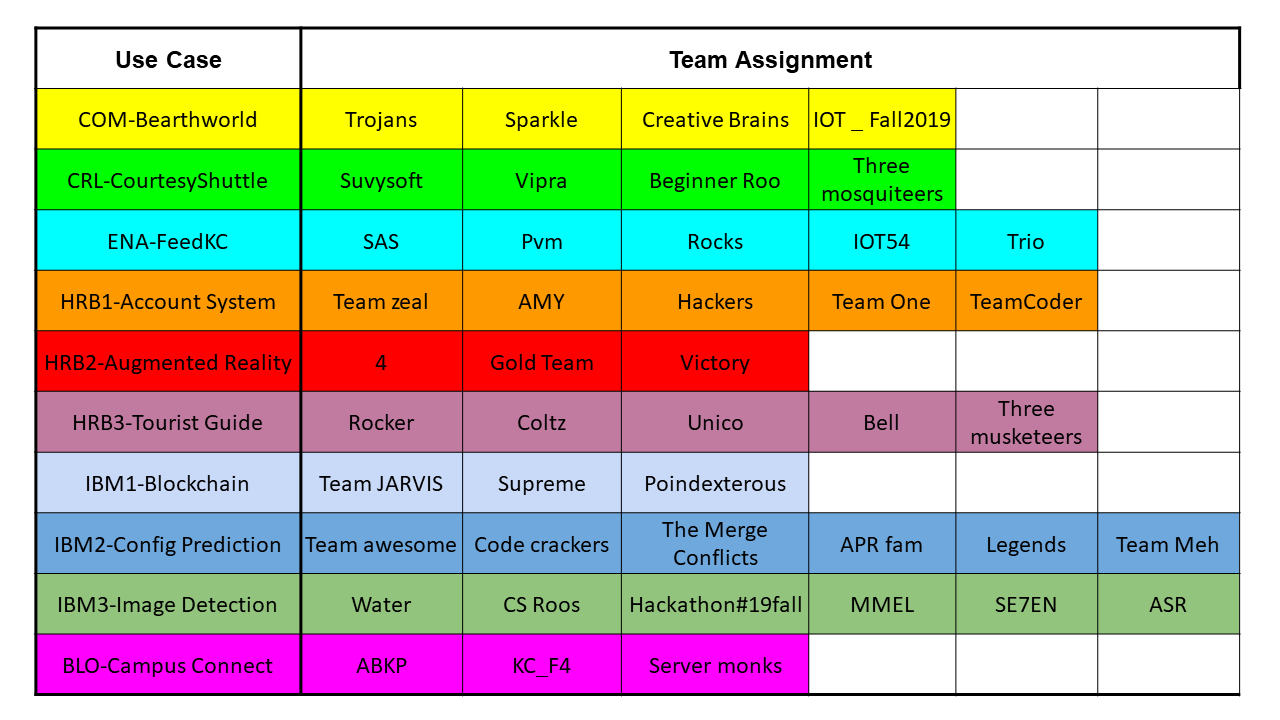 Use Case Team Assignment
COM-Bearthworld Trojans Sparkle Creative Brains IOT _ Fall2019
CRL-CourtesyShuttle Suvysoft Vipra Beginner Roo Three
mosquiteers
ENA-FeedKC SAS Pvm Rocks IOT54 Trio
HRB1-Account System Team zeal AMY Hackers Team One TeamCoder
HRB2-Augmented Reality 4 Gold Team Victory
HRB3-Tourist Guide Rocker Coltz Unico Bell Three
musketeers
IBM1-Blockchain Team JARVIS Supreme Poindexterous
IBM2-Config Prediction Team awesome Code crackers The Merge
Conflicts APR fam Legends Team Meh
IBM3-Image Detection Water CS Roos Hackathon#19fall MMEL SE7EN ASR
BLO-Campus Connect ABKP KC_F4 Server monks